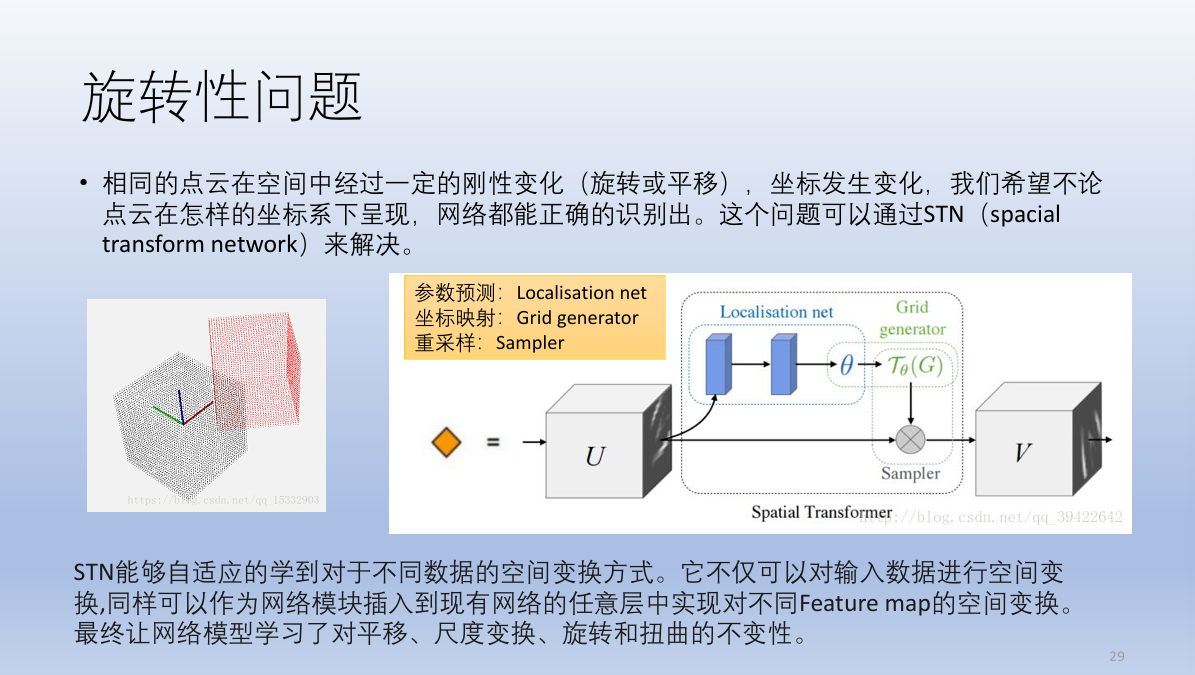 旋转性问题
• 相同的点云在空间中经过一定的刚性变化（旋转或平移），坐标发生变化，我们希望不论
点云在怎样的坐标系下呈现，网络都能正确的识别出。这个问题可以通过STN（spacial
transform network）来解决。
https://blog.csdn.net/qq_15332903
参数预测：Localisation net
坐标映射：Grid generator
重采样：Sampler
Localisation net
Grid
generator
θ
𝒯θ(G)
=
U
V
Sampler
Spatial Transformer
http://blog.csdn.net/qq_39422642
STN能够自适应的学到对于不同数据的空间变换方式。它不仅可以对输入数据进行空间变
换,同样可以作为网络模块插入到现有网络的任意层中实现对不同Feature map的空间变换。
最终让网络模型学习了对平移、尺度变换、旋转和扭曲的不变性。
29